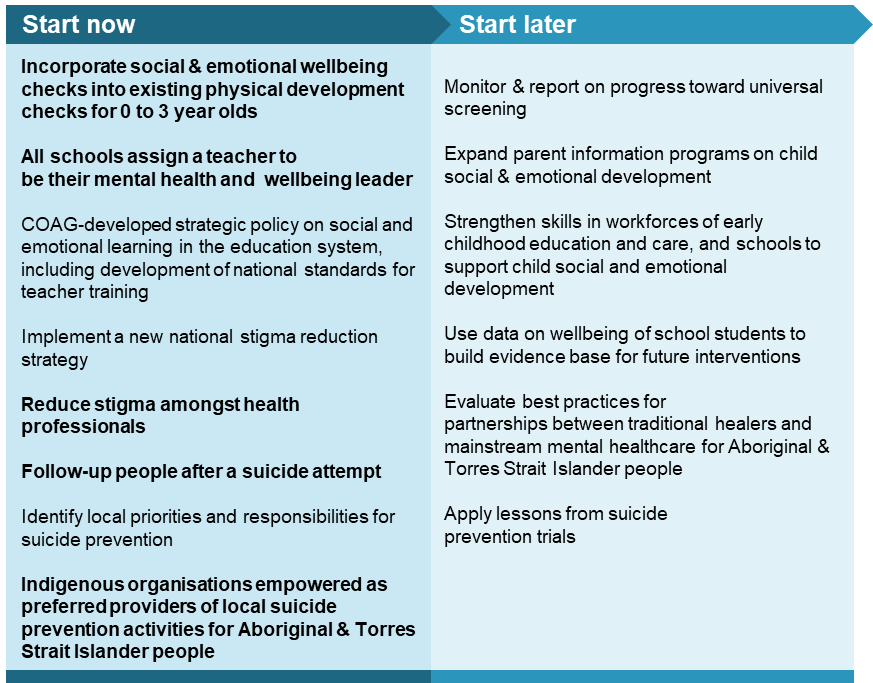 Start now
Incorporate social & emotional wellbeing
checks into existing physical development
checks for 0 to 3 year olds
All schools assign a teacher to
be their mental health and wellbeing leader
COAG-developed strategic policy on social and
emotional learning in the education system,
including development of national standards for
teacher training
Implement a new national stigma reduction
strategy
Reduce stigma amongst health
professionals
Follow-up people after a suicide attempt
Identify local priorities and responsibilities for
suicide prevention
Indigenous organisations empowered as
preferred providers of local suicide
prevention activities for Aboriginal & Torres
Strait Islander people
Start later
Monitor & report on progress toward universal
screening
Expand parent information programs on child
social & emotional development
Strengthen skills in workforces of early
childhood education and care, and schools to
support child social and emotional
development
Use data on wellbeing of school students to
build evidence base for future interventions
Evaluate best practices for
partnerships between traditional healers and
mainstream mental healthcare for Aboriginal &
Torres Strait Islander people
Apply lessons from suicide
prevention trials